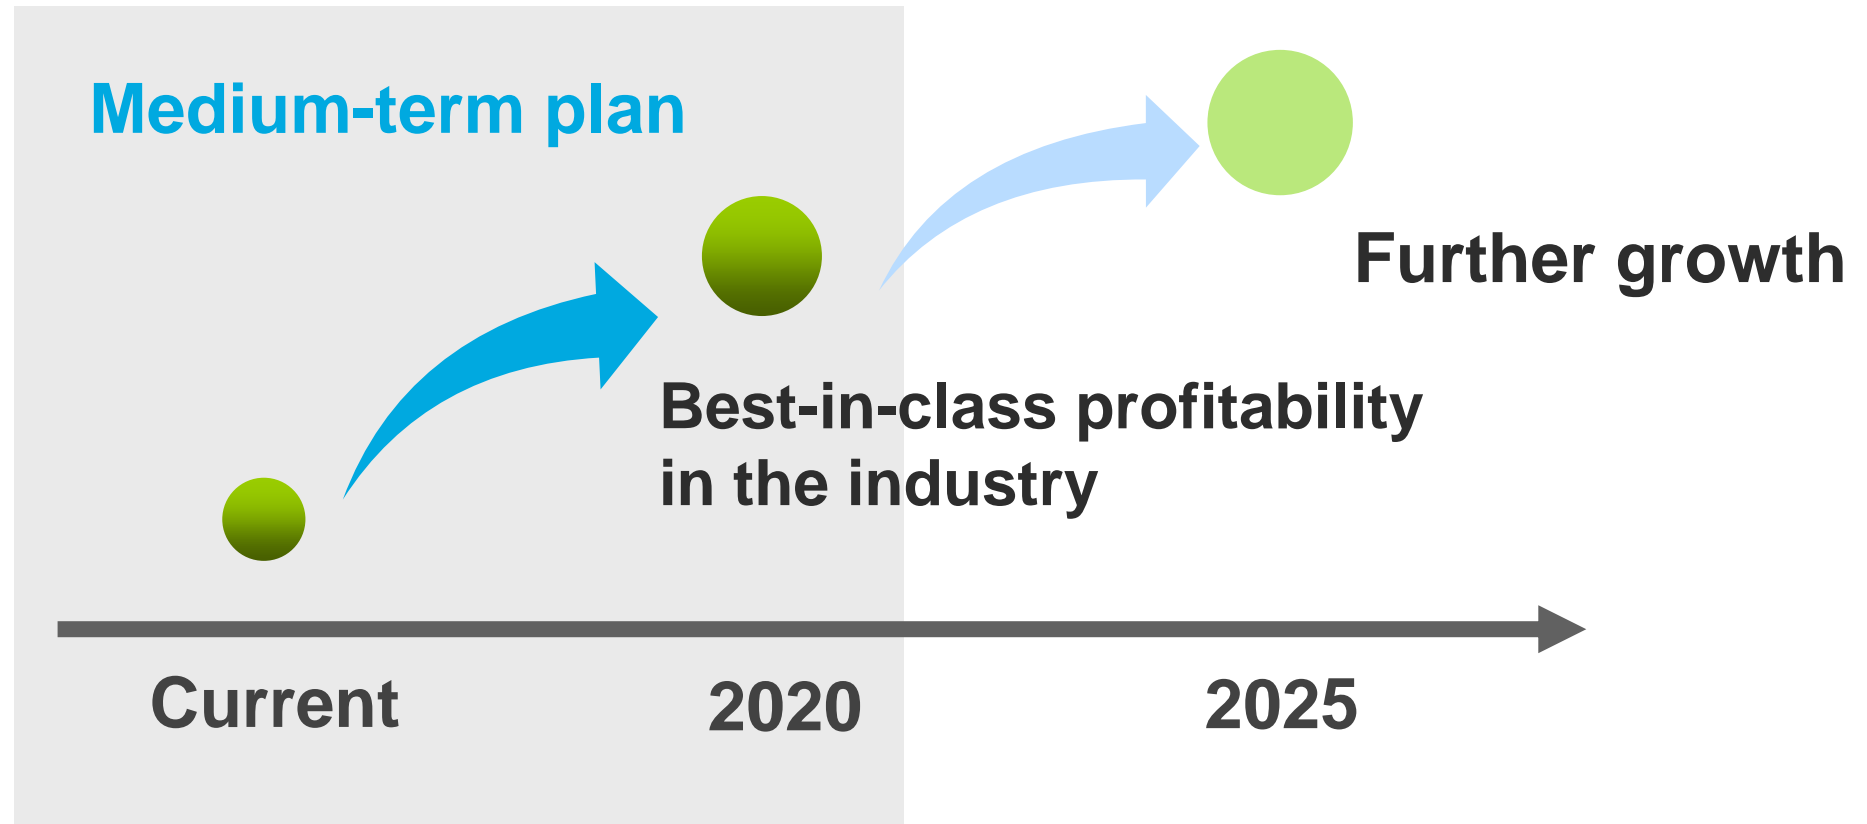 Medium-term plan
Further growth
Best-in-class profitability
in the industry
Current
2020
2025